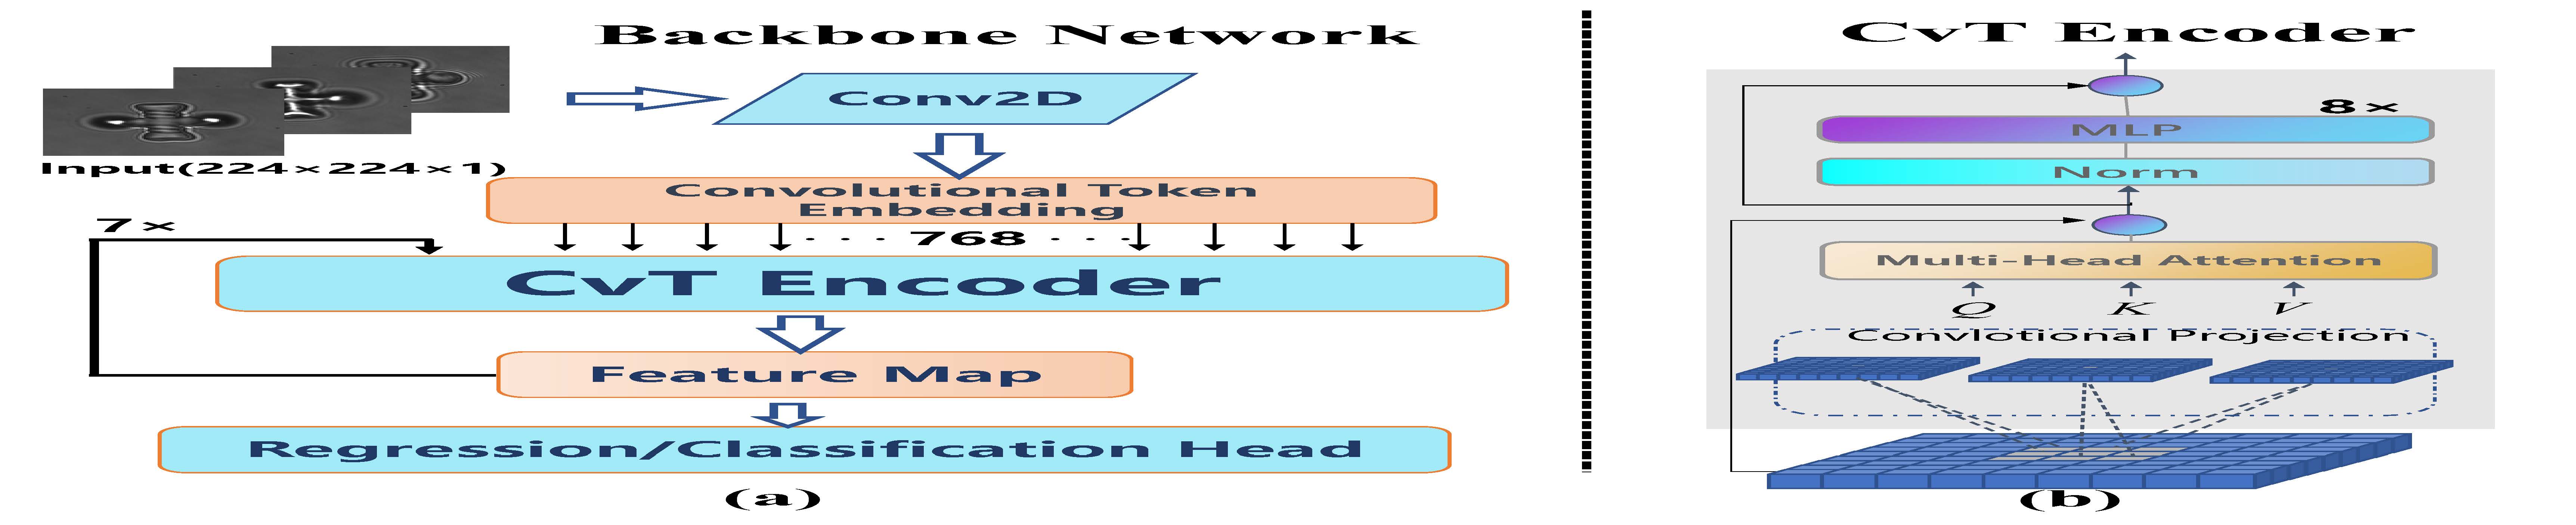 Backbone Network
Conv2D
Input(224×224×1)
Convolutional Token
Embedding
7×
· · · 768 · · ·
CvT Encoder
Feature Map
Regression/Classification Head
(a)
CvT Encoder
8×
MLP
Norm
Multi-Head Attention
Q K V
Convlotional Projection
(b)